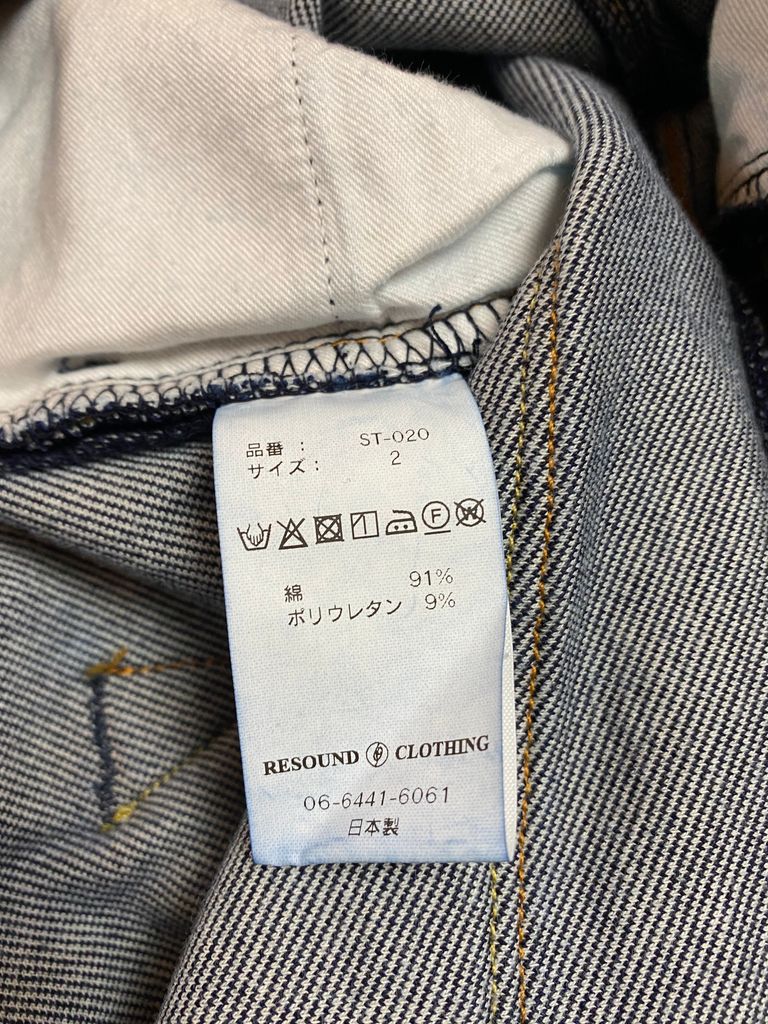 品番 : ST-020
サイズ : 2
F W
綿 91%
ポリウレタン 9%
RESOUND CLOTHING
06-6441-6061
日本製